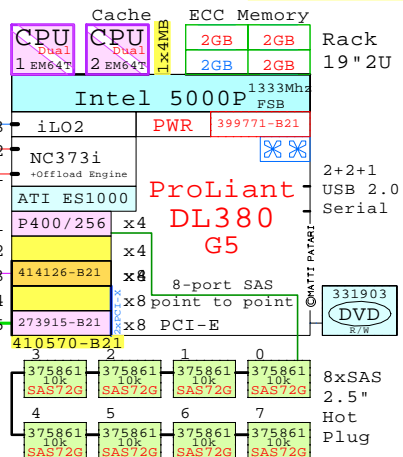 Cache ECC Memory
CPU CPU 1x4MB 2GB 2GB Rack
Dual Dual
1 EM64T 2 EM64T 2GB 2GB 19"2U
Intel 5000P 1333Mhz
FSB
iLO2 PWR 399771-B21
NC373i
+Offload Engine
2+2+1
ATI ES1000 ProLiant USB 2.0
P400/256 x4 DL380 Serial
G5
x4
414126-B21 8-port SAS
x8 point to point
273915-B21 x8 PCI-E
2xPCI-X
©MATTI PATARI
331903
DVD
R/W
410570-B21
3 2 1 0
375861 375861 375861 375861 8xSAS
10k 10k 10k 10k
SAS72G SAS72G SAS72G SAS72G 2.5"
4 5 6 7 Hot
375861 375861 375861 375861 Plug
10k 10k 10k 10k
SAS72G SAS72G SAS72G SAS72G